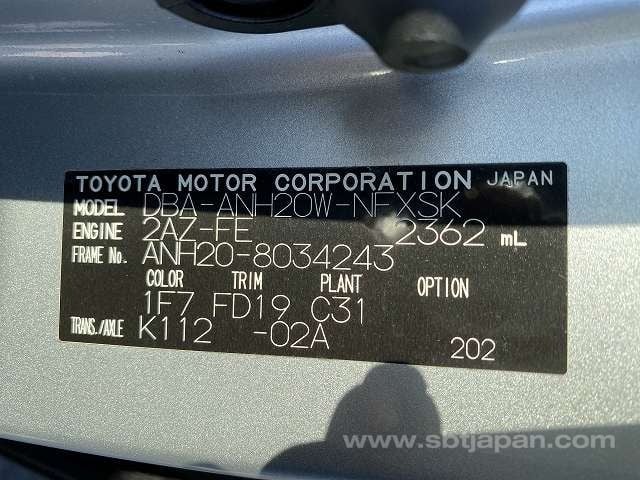 TOYOTA MOTOR CORPORATION JAPAN
MODEL DBA-ANH20W-NFXSK
ENGINE 2AZ-FE 2362 mL
FRAME No. ANH20-8034243
COLOR TRIM PLANT OPTION
1F7 FD19 C31
TRANS./AXLE K112 -02A
202
www.sbtjapan.com